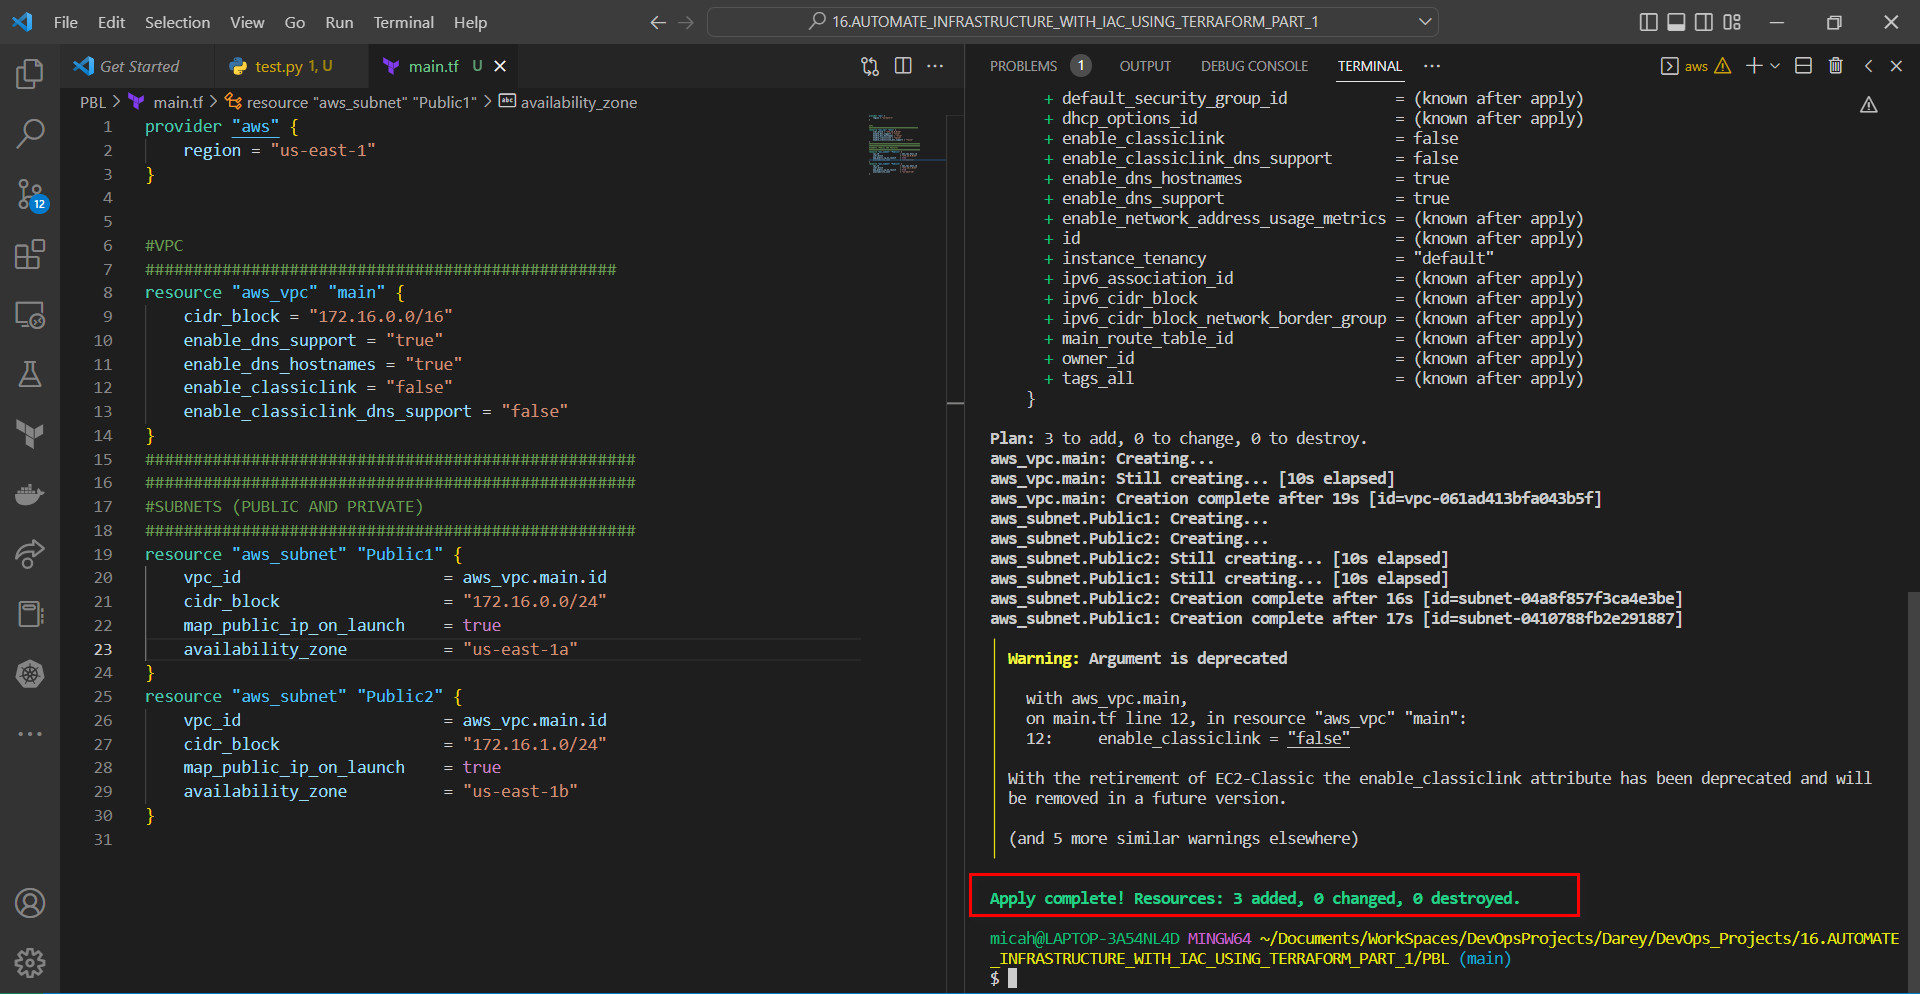 File Edit Selection View Go Run Terminal Help
16.AUTOMATE_INFRASTRUCTURE_WITH_IAC_USING_TERRAFORM_PART_1
Get Started
test.py 1, U
main.tf U
PBL > main.tf > resource "aws_subnet" "Public1" > availability_zone
12
1 provider "aws" {
2 region = "us-east-1"
3 }
4
5
6 #VPC
7 #################################################
8 resource "aws_vpc" "main" {
9 cidr_block = "172.16.0.0/16"
10 enable_dns_support = "true"
11 enable_dns_hostnames = "true"
12 enable_classiclink = "false"
13 enable_classiclink_dns_support = "false"
14 }
15 ###################################################
16 ###################################################
17 #SUBNETS (PUBLIC AND PRIVATE)
18 ###################################################
19 resource "aws_subnet" "Public1" {
20 vpc_id = aws_vpc.main.id
21 cidr_block = "172.16.0.0/24"
22 map_public_ip_on_launch = true
23 availability_zone = "us-east-1a"
24 }
25 resource "aws_subnet" "Public2" {
26 vpc_id = aws_vpc.main.id
27 cidr_block = "172.16.1.0/24"
28 map_public_ip_on_launch = true
29 availability_zone = "us-east-1b"
30 }
31
PROBLEMS 1 OUTPUT DEBUG CONSOLE TERMINAL ··· aws
+ default_security_group_id = (known after apply)
+ dhcp_options_id = (known after apply)
+ enable_classiclink = false
+ enable_classiclink_dns_support = false
+ enable_dns_hostnames = true
+ enable_dns_support = true
+ enable_network_address_usage_metrics = (known after apply)
+ id = (known after apply)
+ instance_tenancy = "default"
+ ipv6_association_id = (known after apply)
+ ipv6_cidr_block = (known after apply)
+ ipv6_cidr_block_network_border_group = (known after apply)
+ main_route_table_id = (known after apply)
+ owner_id = (known after apply)
+ tags_all = (known after apply)
}
Plan: 3 to add, 0 to change, 0 to destroy.
aws_vpc.main: Creating...
aws_vpc.main: Still creating... [10s elapsed]
aws_vpc.main: Creation complete after 19s [id=vpc-061ad413bfa043b5f]
aws_subnet.Public1: Creating...
aws_subnet.Public2: Creating...
aws_subnet.Public2: Still creating... [10s elapsed]
aws_subnet.Public1: Still creating... [10s elapsed]
aws_subnet.Public2: Creation complete after 16s [id=subnet-04a8f857f3ca4e3be]
aws_subnet.Public1: Creation complete after 17s [id=subnet-0410788fb2e291887]
Warning: Argument is deprecated
with aws_vpc.main,
on main.tf line 12, in resource "aws_vpc" "main":
12: enable_classiclink = "false"
With the retirement of EC2-Classic the enable_classiclink attribute has been deprecated and will
be removed in a future version.
(and 5 more similar warnings elsewhere)
Apply complete! Resources: 3 added, 0 changed, 0 destroyed.
micah@LAPTOP-3A54NL4D MINGW64 ~/Documents/WorkSpaces/DevOpsProjects/Darey/DevOps_Projects/16.AUTOMATE
_INFRASTRUCTURE_WITH_IAC_USING_TERRAFORM_PART_1/PBL (main)
$